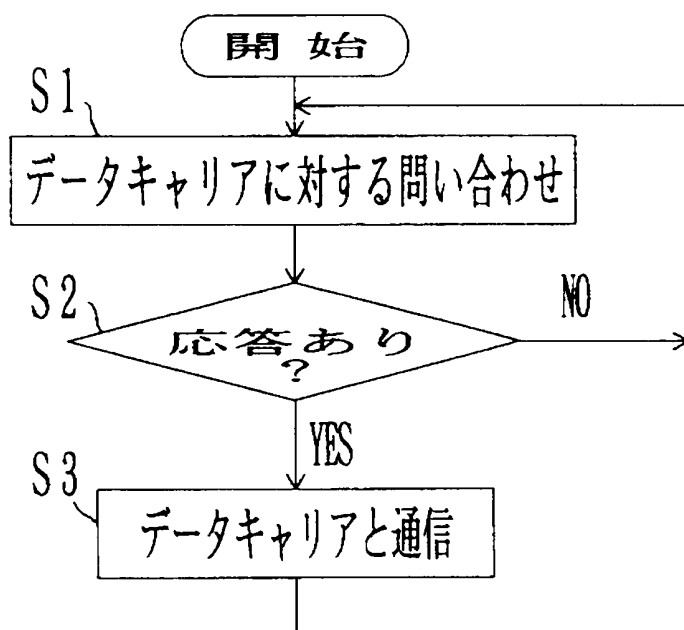 開始
S1
データキャリアに対する問い合わせ
S2
応答あり
?
NO
YES
S3
データキャリアと通信